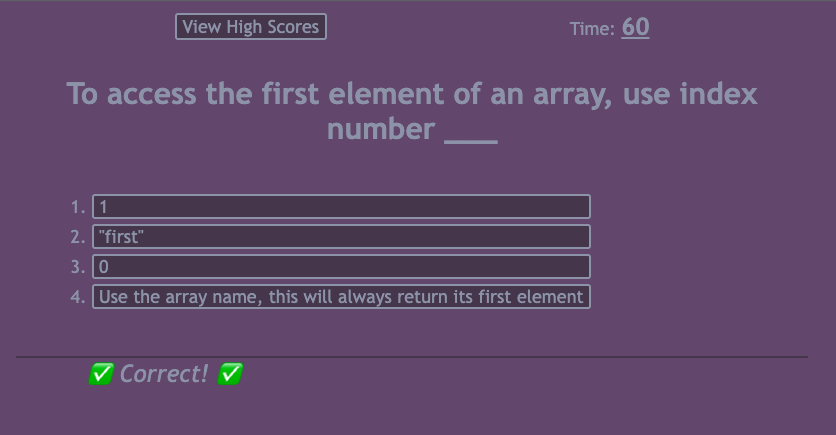 View High Scores Time: 60
To access the first element of an array, use index
number ___
1. 1
2. "first"
3. 0
4. Use the array name, this will always return its first element
✅ Correct! ✅